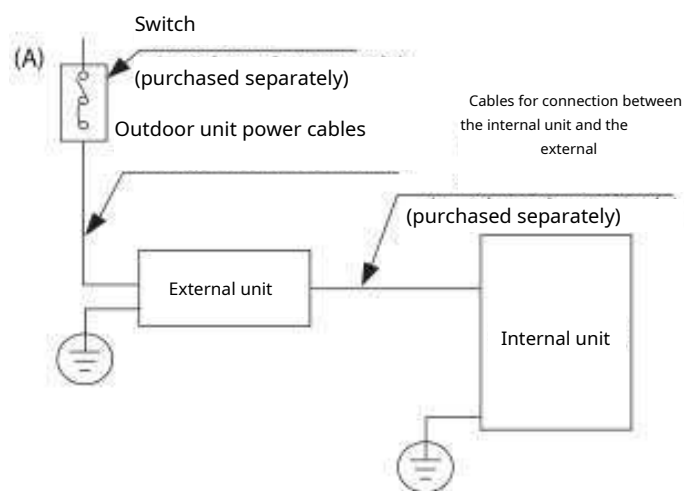 Switch
(A)
(purchased separately)
Outdoor unit power cables
Cables for connection between
the internal unit and the
external
(purchased separately)
External unit
Internal unit